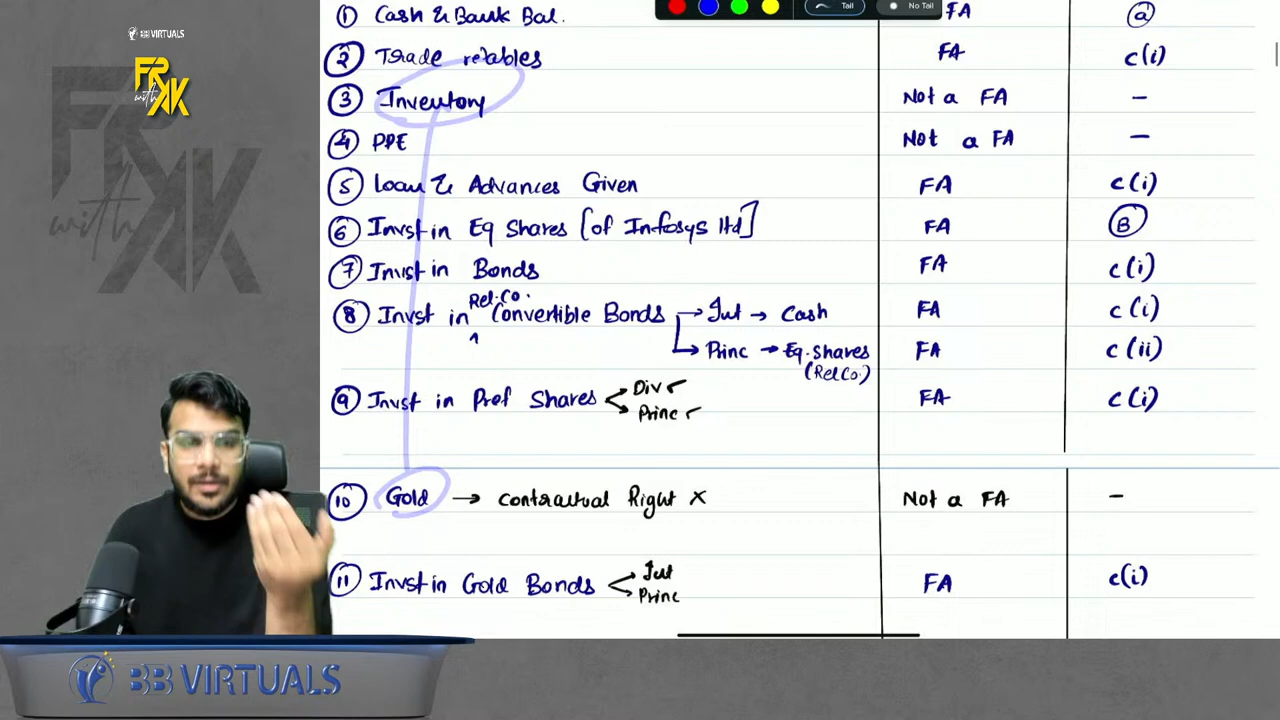 ① Cash & Bank Bal. FA ⓐ
Tail No Tail
BB VIRTUALS
② Trade reables FA c(i)
FR with AK
③ Inventory Not a FA –
FR with AK
④ PPE Not a FA –
⑤ Loan & Advances Given FA c(i)
⑥ Invst in Eq Shares [of Infosys ltd] FA Ⓑ
⑦ Invst in Bonds FA c(i)
Rel.Co.
⑧ Invst in ^ Convertible Bonds → Int → Cash FA c(i)
→ Princ → Eq. Shares FA c(ii)
(Rel Co.)
⑨ Invst in Pref Shares Div ✓ FA c(i)
Princ ✓
⑩ Gold → contractual Right X Not a FA –
⑪ Invst in Gold Bonds Int FA c(i)
Princ
BB VIRTUALS